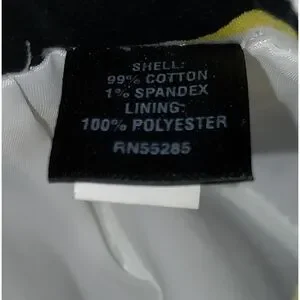 SHELL:
99% COTTON
1% SPANDEX
LINING:
100% POLYESTER
RN55285